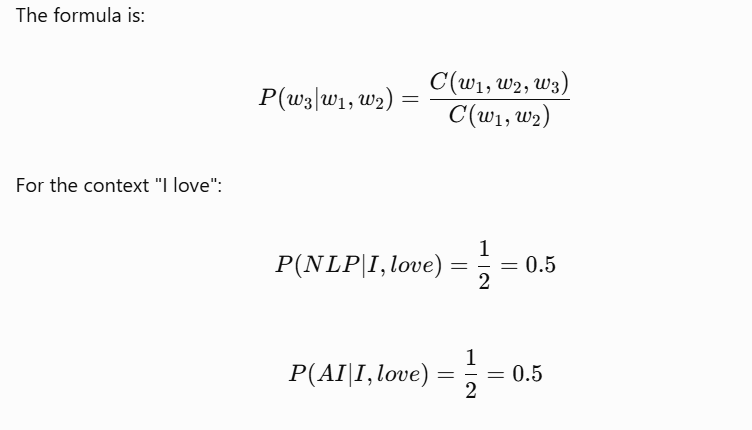 The formula is:
P(w₃|w₁, w₂) = C(w₁, w₂, w₃) / C(w₁, w₂)
For the context "I love":
P(NLP|I, love) = 1/2 = 0.5
P(AI|I, love) = 1/2 = 0.5